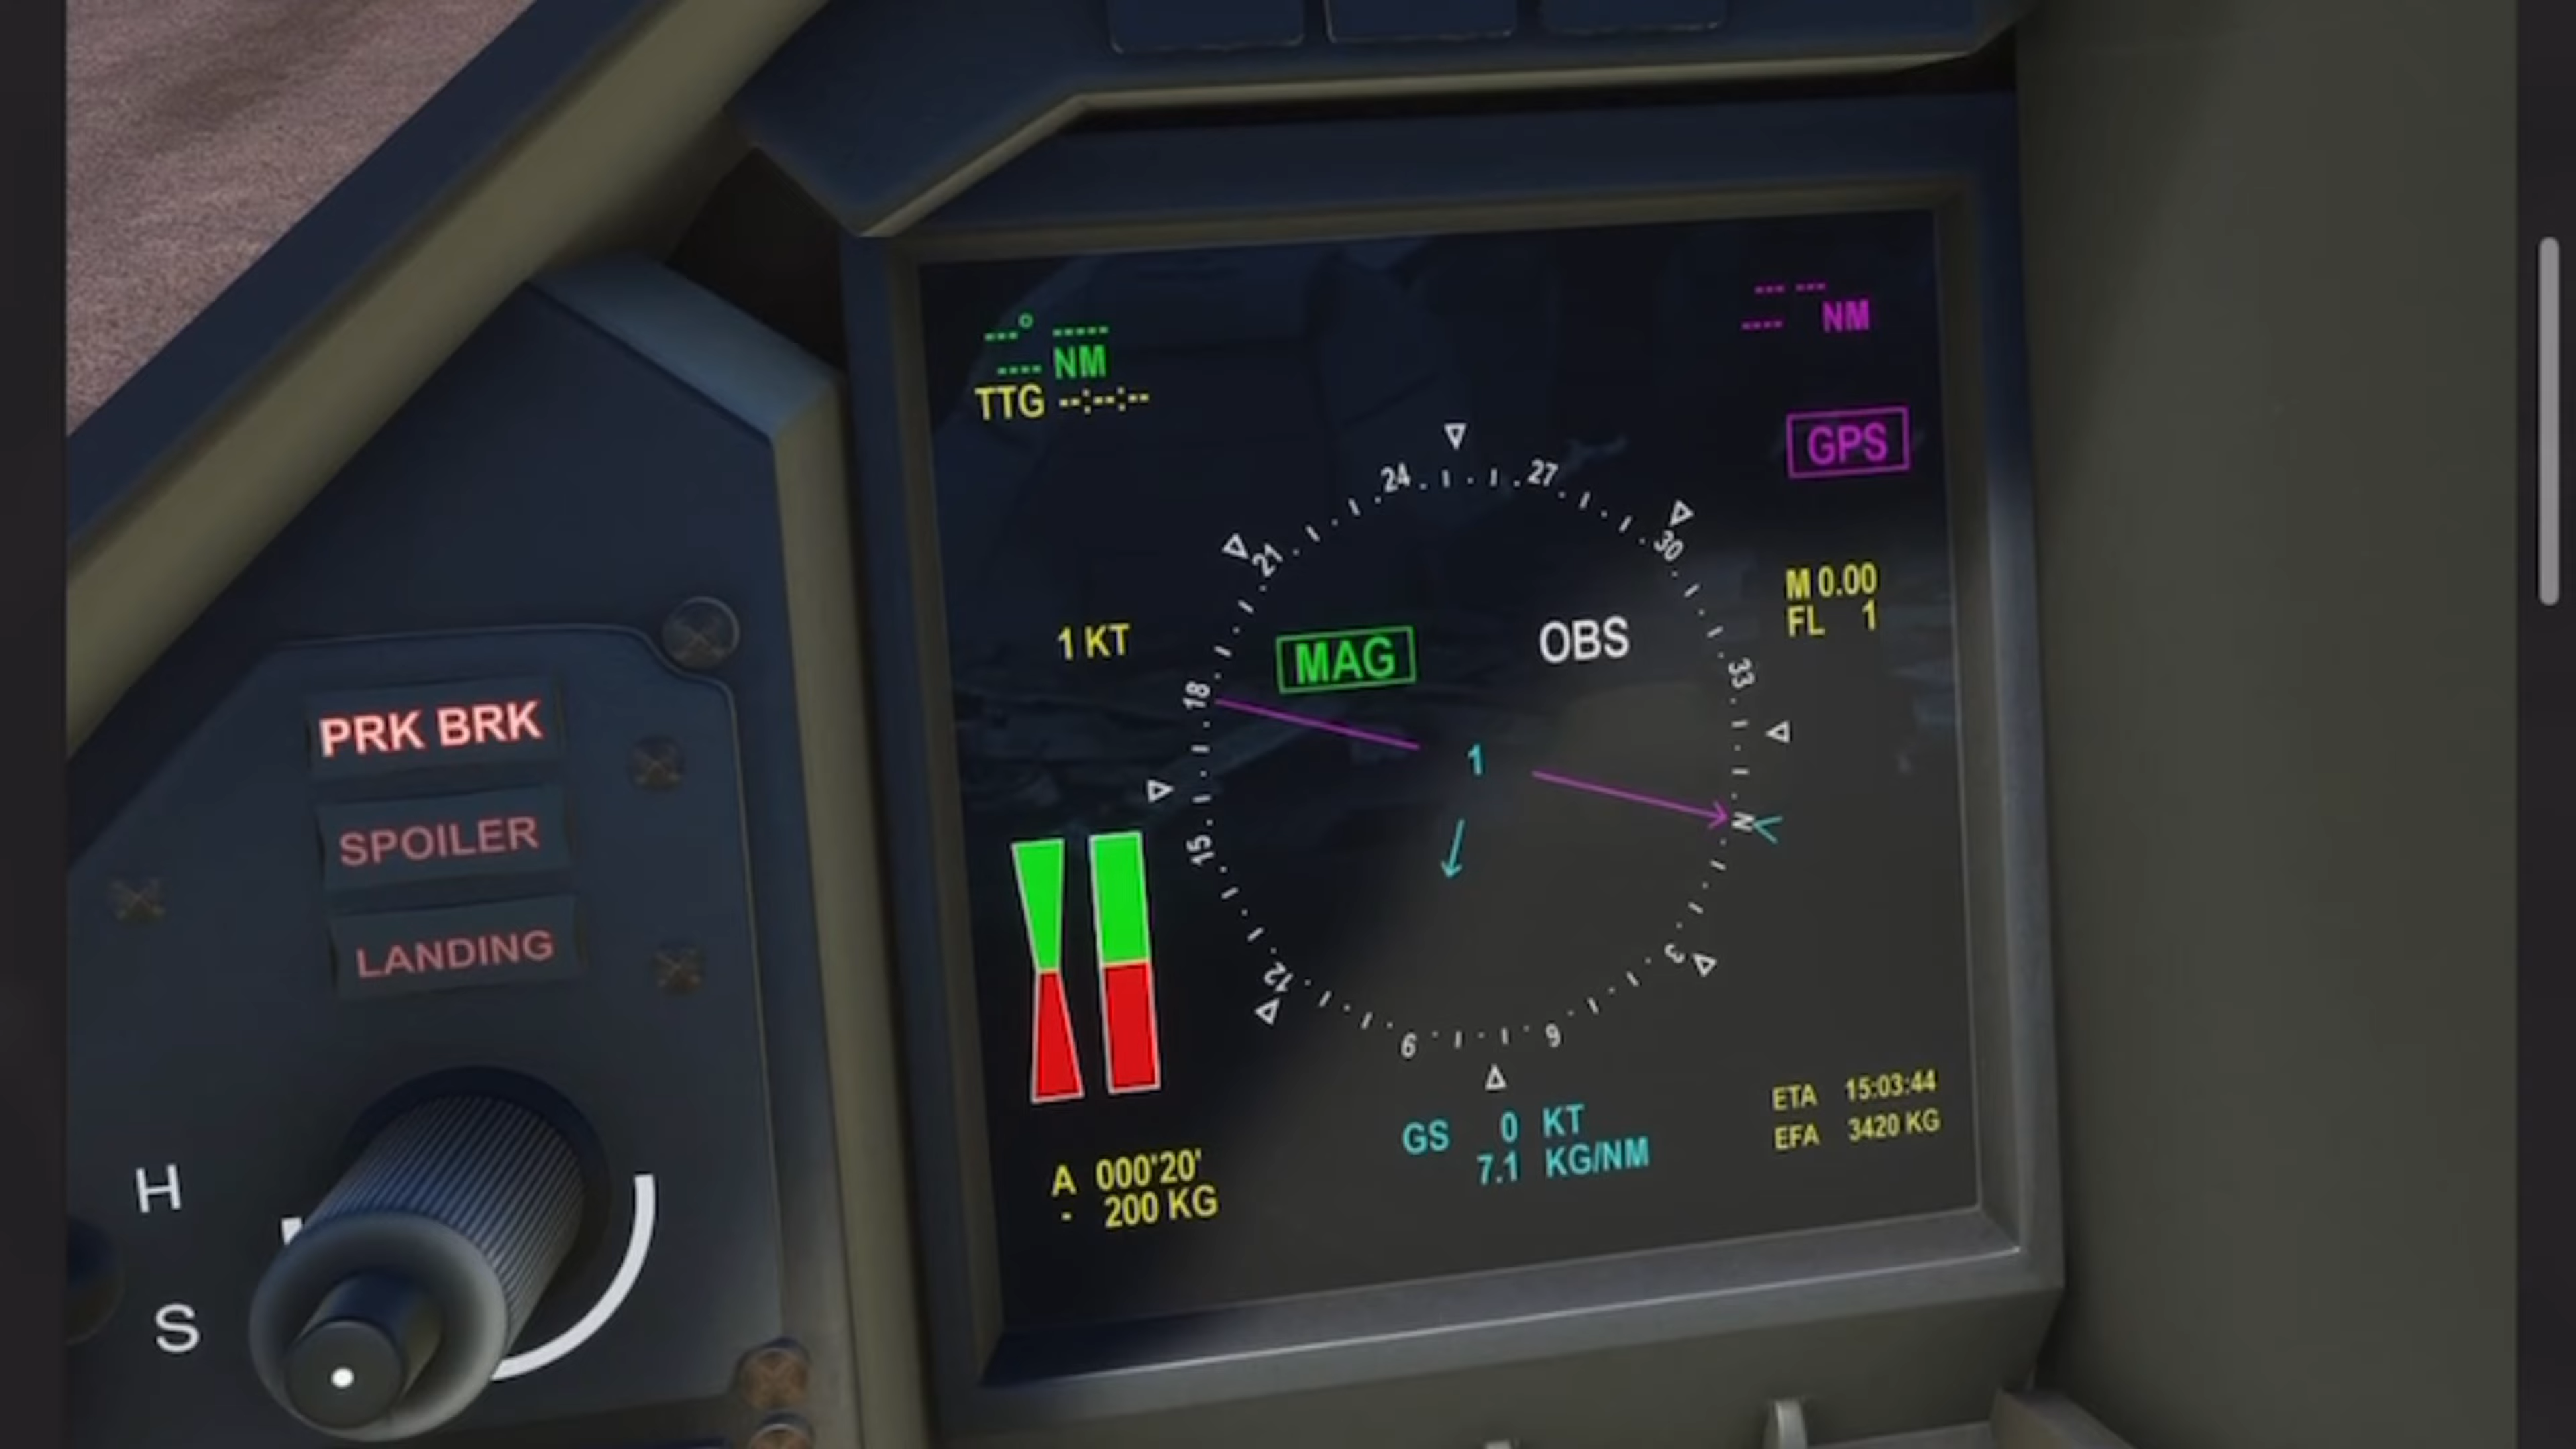 ---° -----
---- NM
TTG --:--:--
--- ---
---- NM
GPS
24
27
21
30
M 0.00
FL 1
1 KT
MAG
OBS
33
18
1
N
15
12
3
9
6
PRK BRK
SPOILER
LANDING
H
S
A 000'20'
- 200 KG
GS 0 KT
7.1 KG/NM
ETA 15:03:44
EFA 3420 KG